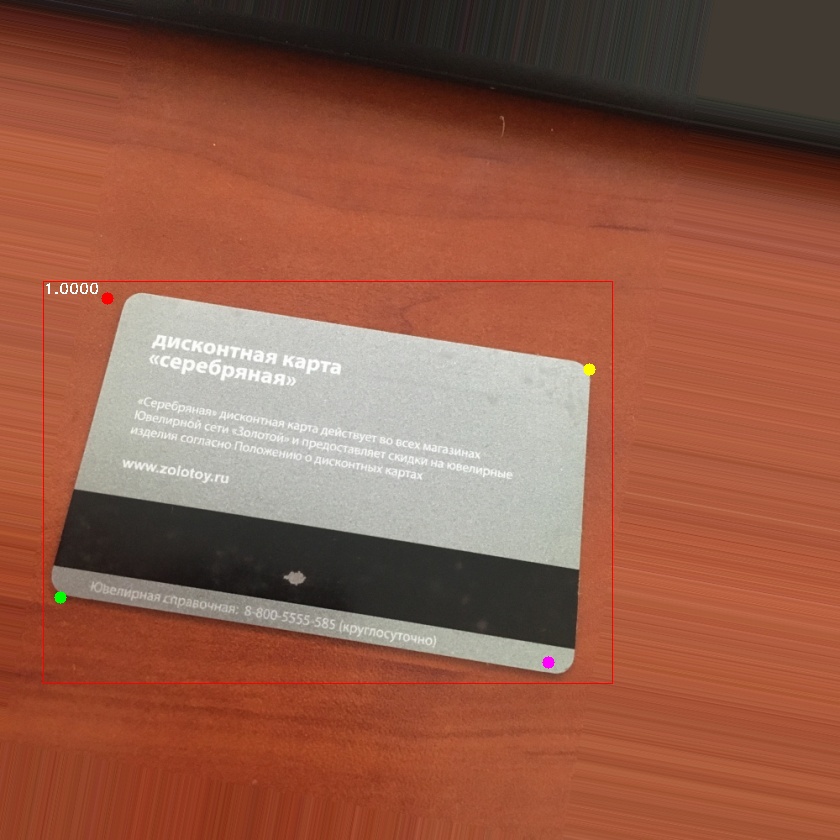 1.0000
дисконтная карта
«серебряная»
«Серебряная» дисконтная карта действует во всех магазинах
Ювелирной сети «Золотой» и предоставляет скидки на ювелирные
изделия согласно Положению о дисконтных картах
www.zolotoy.ru
Ювелирная справочная: 8-800-5555-585 (круглосуточно)